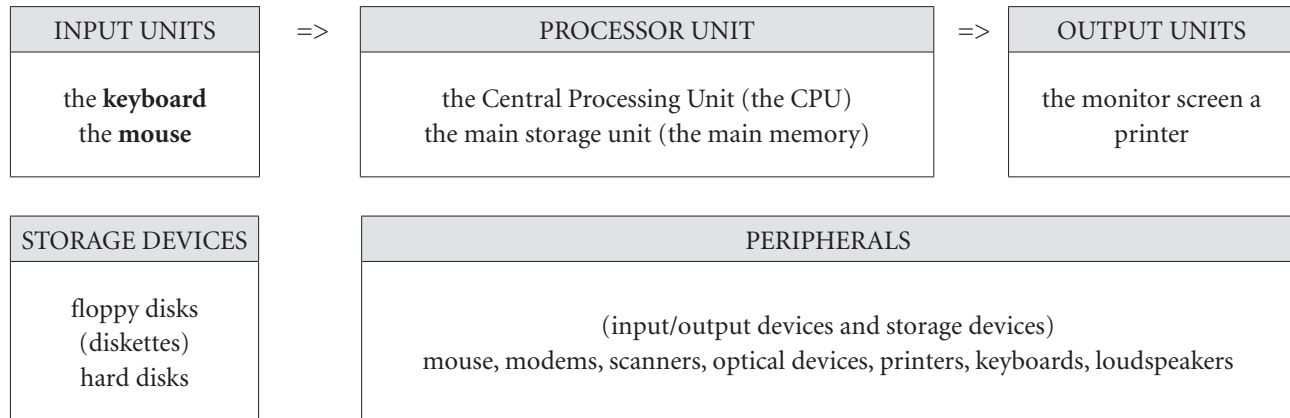 INPUT UNITS => PROCESSOR UNIT => OUTPUT UNITS
the keyboard
the mouse
the Central Processing Unit (the CPU)
the main storage unit (the main memory)
the monitor screen a
printer
STORAGE DEVICES
floppy disks
(diskettes)
hard disks
PERIPHERALS
(input/output devices and storage devices)
mouse, modems, scanners, optical devices, printers, keyboards, loudspeakers